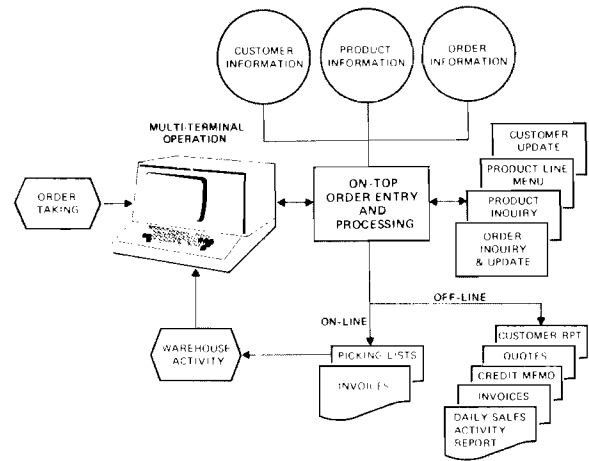 CUSTOMER
INFORMATION
PRODUCT
INFORMATION
ORDER
INFORMATION
MULTI-TERMINAL
OPERATION
ORDER
TAKING
ON-TOP
ORDER ENTRY
AND
PROCESSING
CUSTOMER
UPDATE
PRODUCT LINE
MENU
PRODUCT
INQUIRY
ORDER
INQUIRY
& UPDATE
OFF-LINE
ON-LINE
WAREHOUSE
ACTIVITY
PICKING LISTS
INVOICES
CUSTOMER RPT
QUOTES
CREDIT MEMO
INVOICES
DAILY SALES
ACTIVITY
REPORT